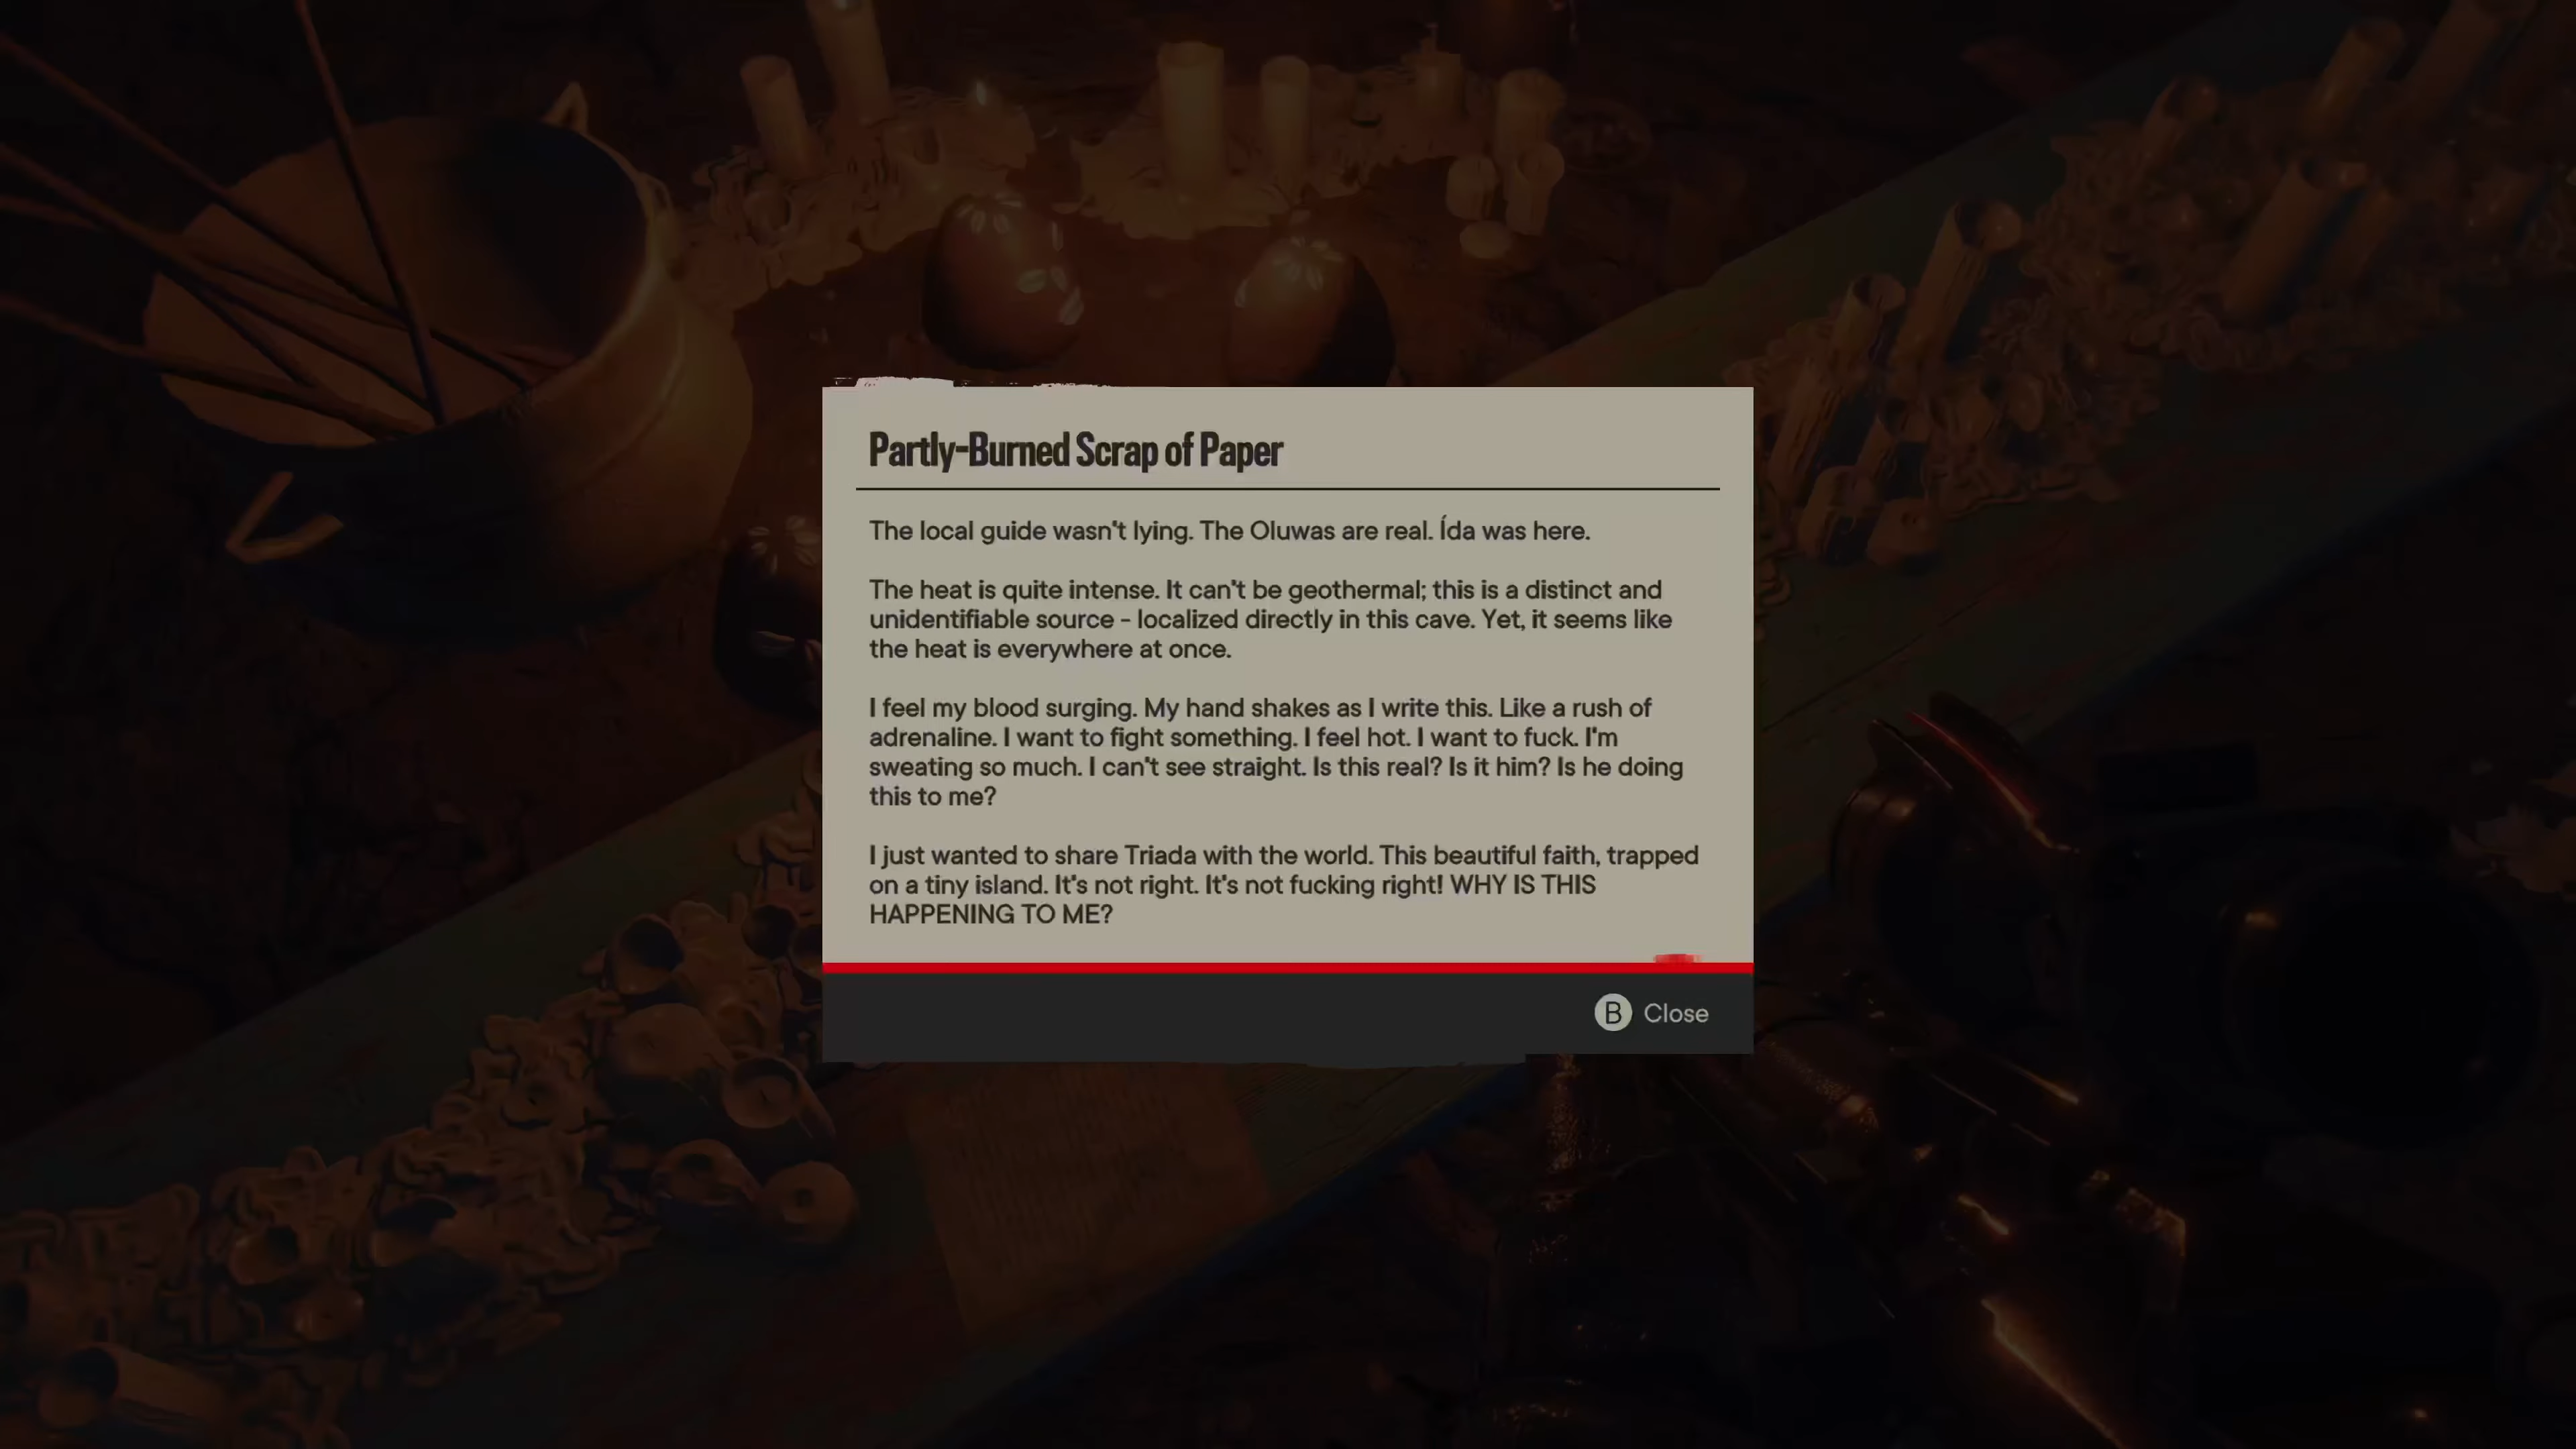 Partly-Burned Scrap of Paper
The local guide wasn't lying. The Oluwas are real. Ída was here.
The heat is quite intense. It can't be geothermal; this is a distinct and
unidentifiable source - localized directly in this cave. Yet, it seems like
the heat is everywhere at once.
I feel my blood surging. My hand shakes as I write this. Like a rush of
adrenaline. I want to fight something. I feel hot. I want to fuck. I'm
sweating so much. I can't see straight. Is this real? Is it him? Is he doing
this to me?
I just wanted to share Triada with the world. This beautiful faith, trapped
on a tiny island. It's not right. It's not fucking right! WHY IS THIS
HAPPENING TO ME?
B Close